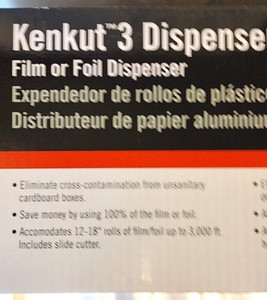 Kenkut™3 Dispense
Film or Foil Dispenser
Expendedor de rollos de plástic
Distributeur de papier aluminiu
• Eliminate cross-contamination from unsanitary
cardboard boxes.
• Save money by using 100% of the film or foil.
• Accomodates 12-18" rolls of film/foil up to 3,000 ft.
Includes slide cutter.